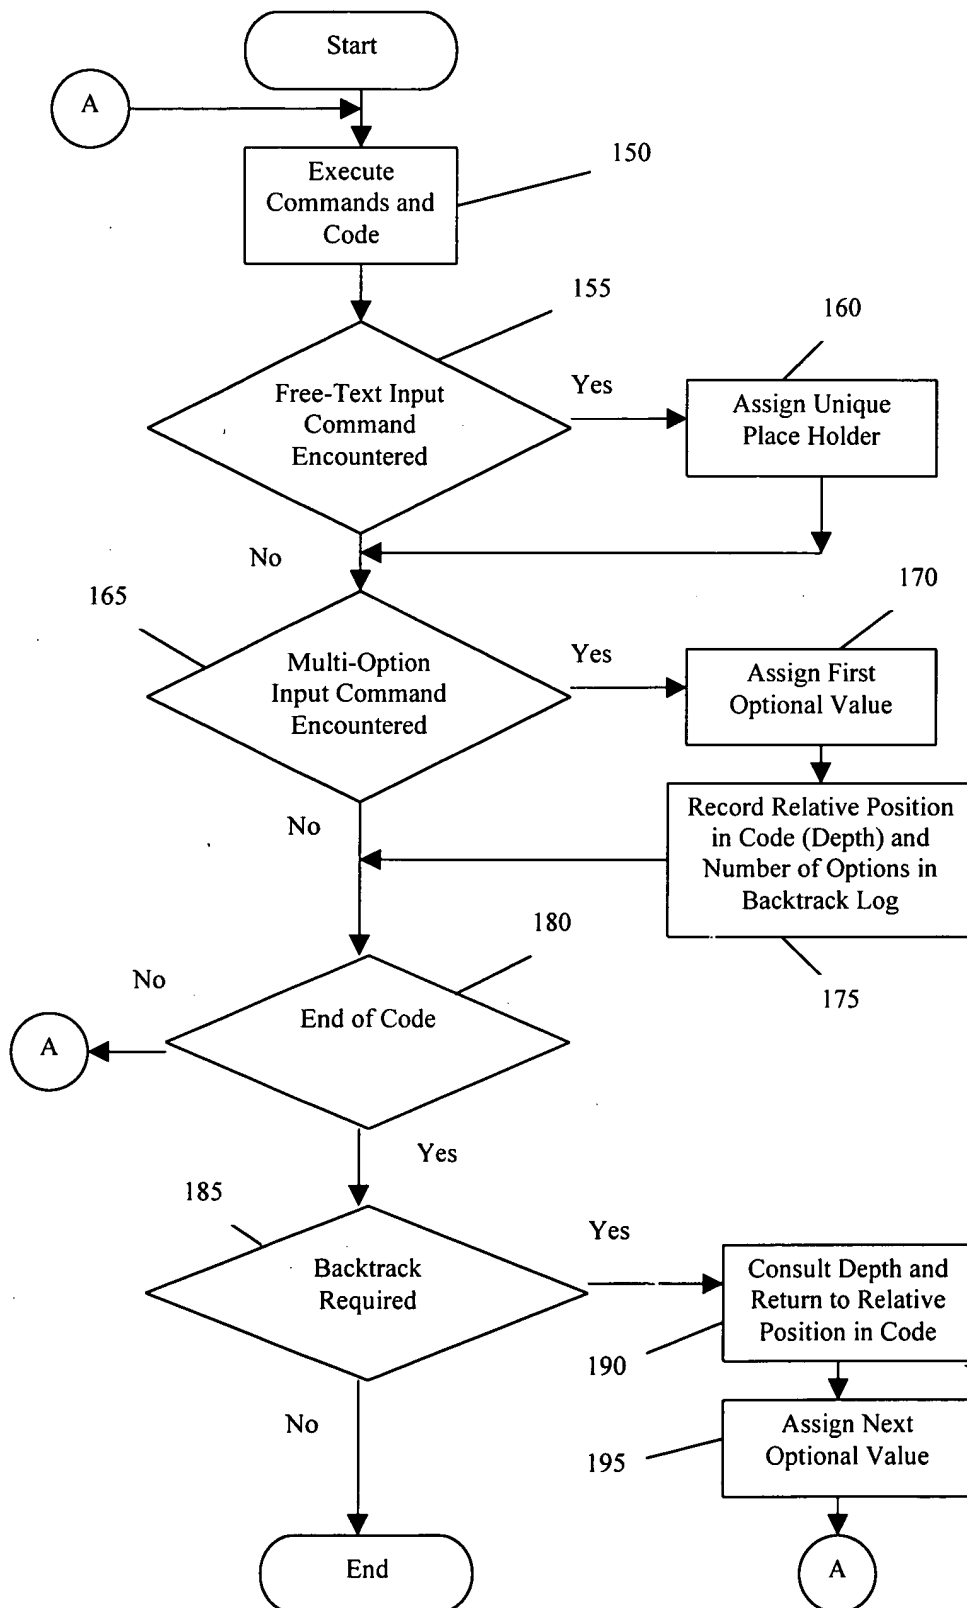 Start
A
Execute
Commands and
Code
150
155
Free-Text Input
Command
Encountered
Yes
160
Assign Unique
Place Holder
No
165
Multi-Option
Input Command
Encountered
Yes
170
Assign First
Optional Value
No
Record Relative Position
in Code (Depth) and
Number of Options in
Backtrack Log
175
180
End of Code
No
A
Yes
185
Backtrack
Required
Yes
Consult Depth and
Return to Relative
Position in Code
190
No
Assign Next
Optional Value
195
End
A